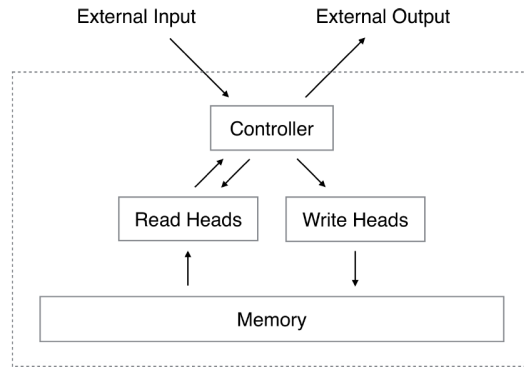 External Input External Output
Controller
Read Heads Write Heads
Memory